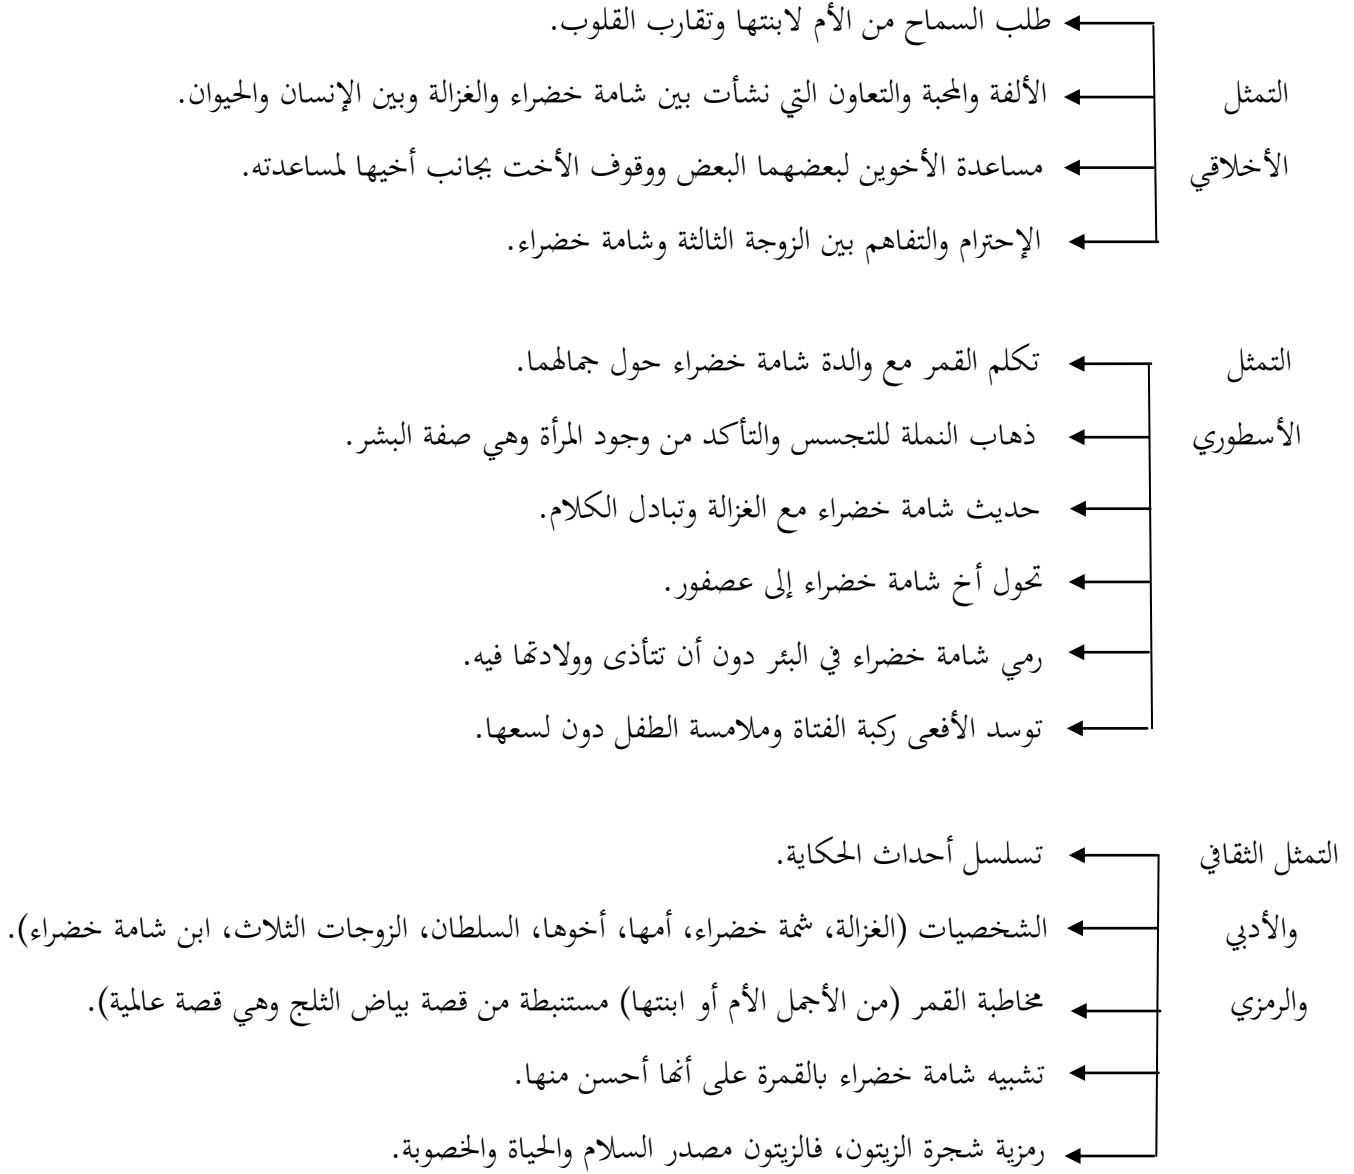 طلب السماح من الأم لابنتها وتقارب القلوب.
التمثل الألفة والمحبة والتعاون التي نشأت بين شامة خضراء والغزالة وبين الإنسان والحيوان.
الأخلاقي مساعدة الأخوين لبعضهما البعض ووقوف الأخت بجانب أخيها لمساعدته.
الإحترام والتفاهم بين الزوجة الثالثة وشامة خضراء.
التمثل تكلم القمر مع والدة شامة خضراء حول جمالهما.
الأسطوري ذهاب النملة للتجسس والتأكد من وجود المرأة وهي صفة البشر.
حديث شامة خضراء مع الغزالة وتبادل الكلام.
تحول أخ شامة خضراء إلى عصفور.
رمي شامة خضراء في البئر دون أن تتأذى وولادتها فيه.
توسد الأفعى ركبة الفتاة وملامسة الطفل دون لسعها.
التمثل الثقافي تسلسل أحداث الحكاية.
والأدبي الشخصيات (الغزالة، شمة خضراء، أمها، أخوها، السلطان، الزوجات الثلاث، ابن شامة خضراء).
والرمزي مخاطبة القمر (من الأجمل الأم أو ابنتها) مستنبطة من قصة بياض الثلج وهي قصة عالمية).
تشبيه شامة خضراء بالقمرة على أنها أحسن منها.
رمزية شجرة الزيتون، فالزيتون مصدر السلام والحياة والخصوبة.